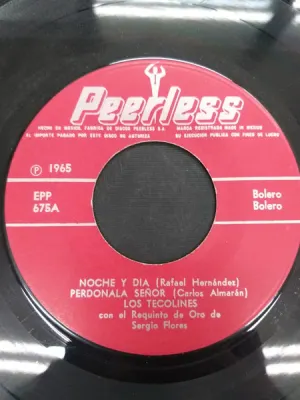 Peerless
HECHO EN MEXICO, FABRICA DE DISCOS PEERLESS S.A. MARCA REGISTRADA MADE IN MEXICO
AL IMPORTE PAGADO POR ESTE DISCO NO AUTORIZA SU EJECUCION PUBLICA CON FINES DE LUCRO
Ⓟ 1965
EPP
675A
Bolero
Bolero
NOCHE Y DIA (Rafael Hernández)
PERDONALA SEÑOR (Carlos Almarán)
LOS TECOLINES
con el Requinto de Oro de
Sergio Flores